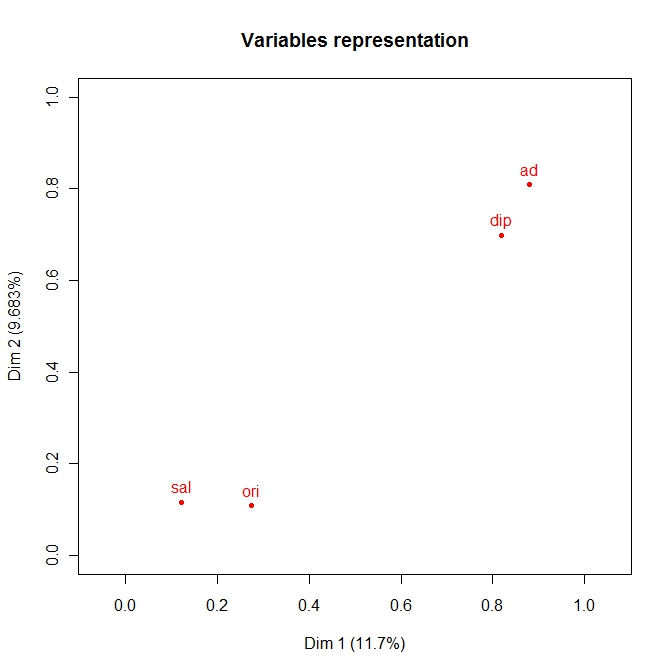 Variables representation
1.0
0.8
0.6
0.4
0.2
0.0
Dim 2 (9.683%)
ad
dip
sal
ori
0.0 0.2 0.4 0.6 0.8 1.0
Dim 1 (11.7%)